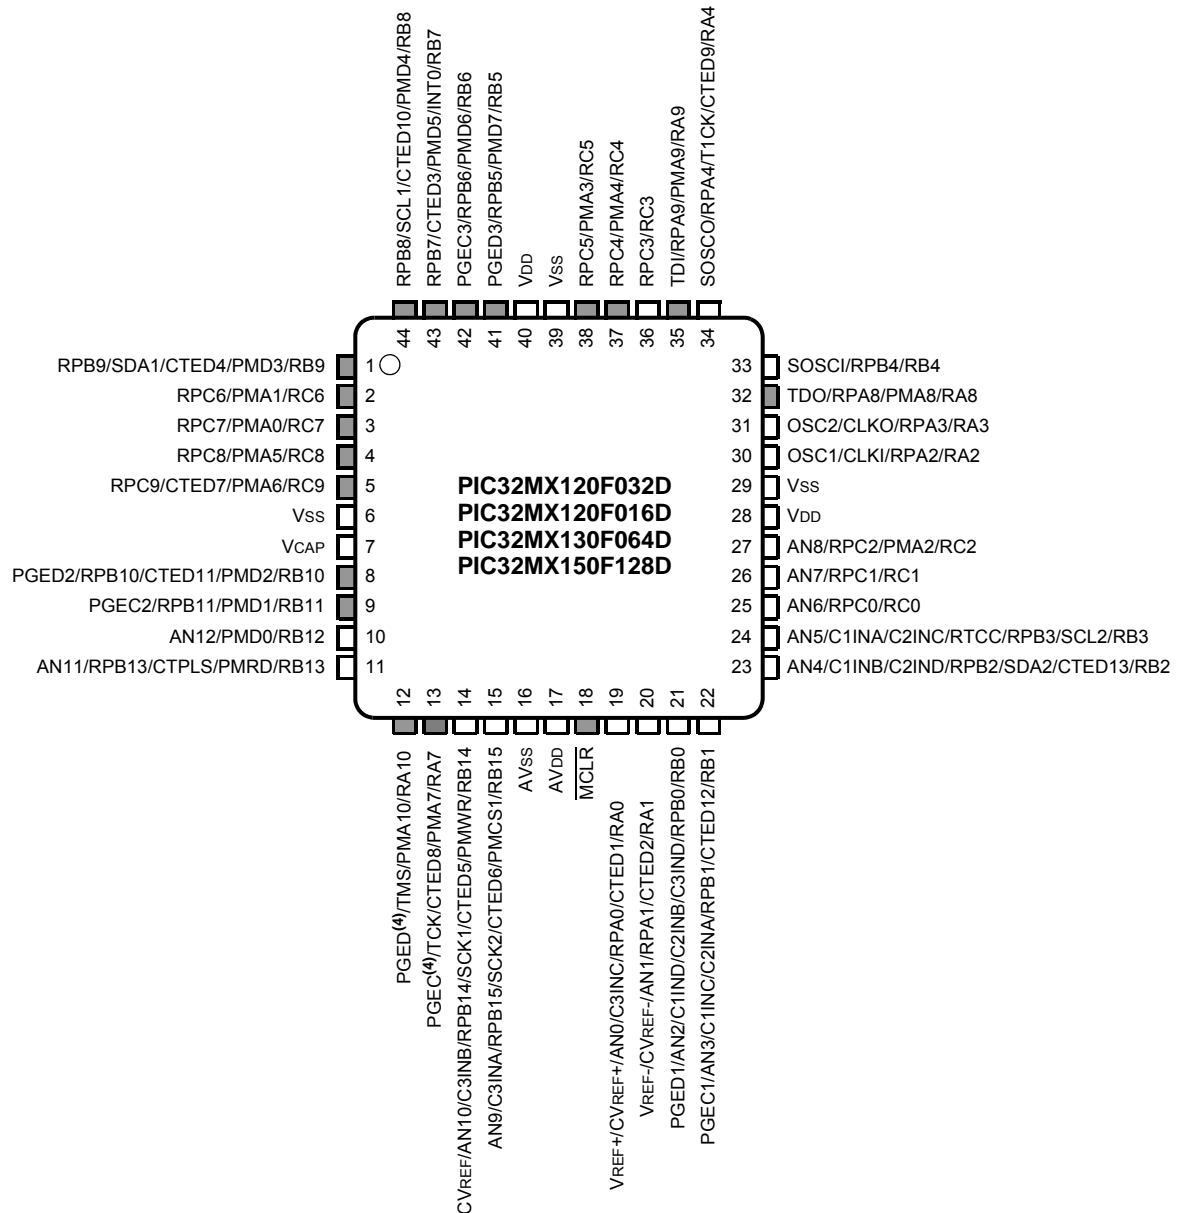 RPB8/SCL1/CTED10/PMD4/RB8
RPB7/CTED3/PMD5/INT0/RB7
PGEC3/RPB6/PMD6/RB6
PGED3/RPB5/PMD7/RB5
VDD
VSS
RPC5/PMA3/RC5
RPC4/PMA4/RC4
RPC3/RC3
TDI/RPA9/PMA9/RA9
SOSCO/RPA4/T1CK/CTED9/RA4
44 43 42 41 40 39 38 37 36 35 34
RPB9/SDA1/CTED4/PMD3/RB9 1
RPC6/PMA1/RC6 2
RPC7/PMA0/RC7 3
RPC8/PMA5/RC8 4
RPC9/CTED7/PMA6/RC9 5
VSS 6
VCAP 7
PGED2/RPB10/CTED11/PMD2/RB10 8
PGEC2/RPB11/PMD1/RB11 9
AN12/PMD0/RB12 10
AN11/RPB13/CTPLS/PMRD/RB13 11
PIC32MX120F032D
PIC32MX120F016D
PIC32MX130F064D
PIC32MX150F128D
33 SOSCI/RPB4/RB4
32 TDO/RPA8/PMA8/RA8
31 OSC2/CLKO/RPA3/RA3
30 OSC1/CLKI/RPA2/RA2
29 VSS
28 VDD
27 AN8/RPC2/PMA2/RC2
26 AN7/RPC1/RC1
25 AN6/RPC0/RC0
24 AN5/C1INA/C2INC/RTCC/RPB3/SCL2/RB3
23 AN4/C1INB/C2IND/RPB2/SDA2/CTED13/RB2
12 13 14 15 16 17 18 19 20 21 22
PGED(4)/TMS/PMA10/RA10
PGEC(4)/TCK/CTED8/PMA7/RA7
CVREF/AN10/C3INB/RPB14/SCK1/CTED5/PMWR/RB14
AN9/C3INA/RPB15/SCK2/CTED6/PMCS1/RB15
AVSS
AVDD
MCLR
VREF+/CVREF+/AN0/C3INC/RPA0/CTED1/RA0
VREF-/CVREF-/AN1/RPA1/CTED2/RA1
PGED1/AN2/C1IND/C2INB/C3IND/RPB0/RB0
PGEC1/AN3/C1INC/C2INA/RPB1/CTED12/RB1